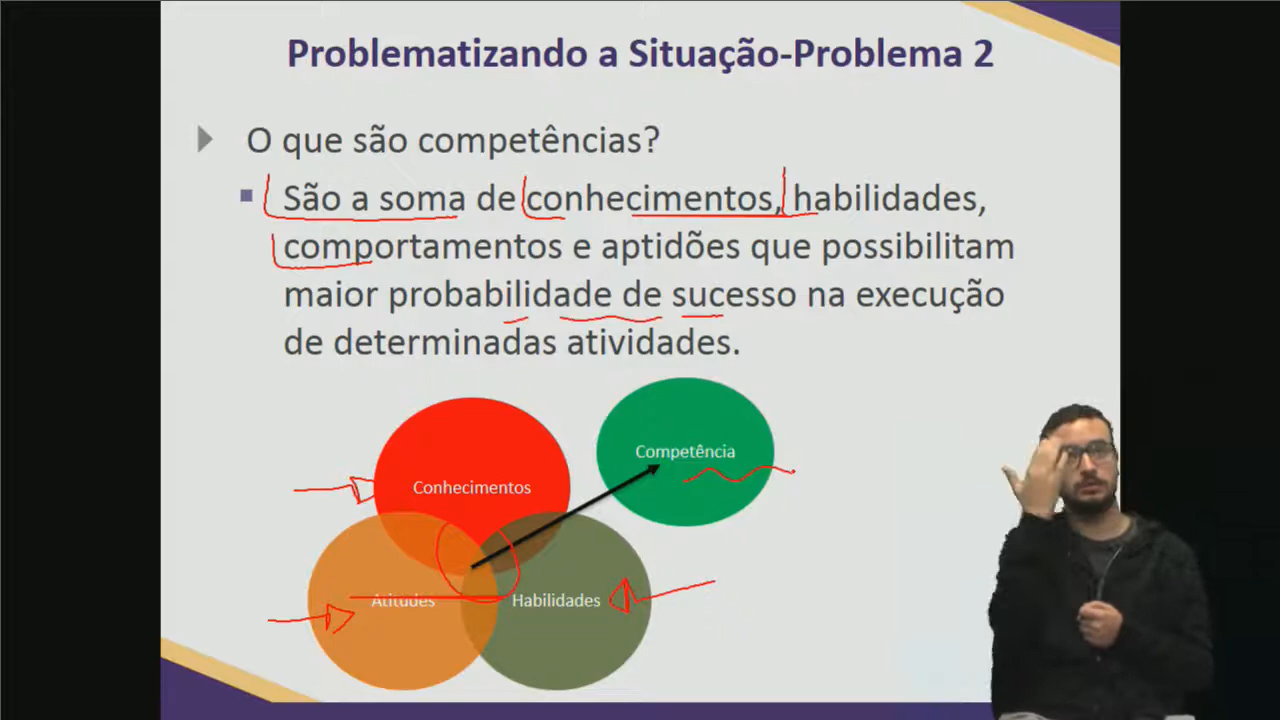 Problematizando a Situação-Problema 2
O que são competências?
São a soma de conhecimentos, habilidades,
comportamentos e aptidões que possibilitam
maior probabilidade de sucesso na execução
de determinadas atividades.
Competência
Conhecimentos
Atitudes
Habilidades